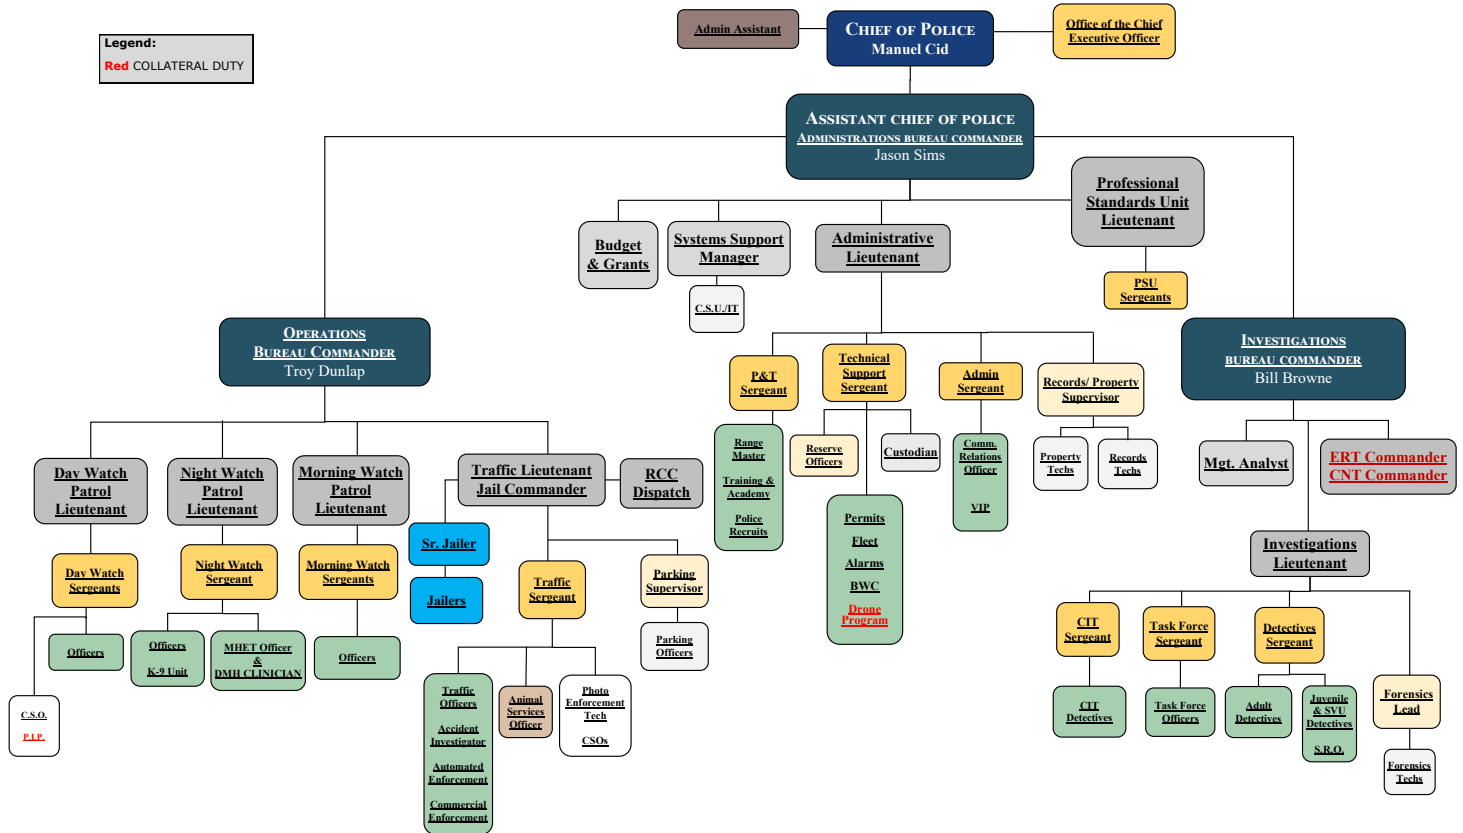 Legend:
Red COLLATERAL DUTY
Admin Assistant
CHIEF OF POLICE
Manuel Cid
Office of the Chief
Executive Officer
ASSISTANT CHIEF OF POLICE
ADMINISTRATIONS BUREAU COMMANDER
Jason Sims
Professional
Standards Unit
Lieutenant
PSU
Sergeants
Budget
& Grants
Systems Support
Manager
C.S.U./IT
Administrative
Lieutenant
OPERATIONS
BUREAU COMMANDER
Troy Dunlap
INVESTIGATIONS
BUREAU COMMANDER
Bill Browne
P&T
Sergeant
Technical
Support
Sergeant
Admin
Sergeant
Records/ Property
Supervisor
Range
Master
Training &
Academy
Police
Recruits
Reserve
Officers
Custodian
Permits
Fleet
Alarms
BWC
Drone
Program
Comm.
Relations
Officer
VIP
Property
Techs
Records
Techs
Day Watch
Patrol
Lieutenant
Night Watch
Patrol
Lieutenant
Morning Watch
Patrol
Lieutenant
Traffic Lieutenant
Jail Commander
RCC
Dispatch
Mgt. Analyst
ERT Commander
CNT Commander
Day Watch
Sergeants
Night Watch
Sergeant
Morning Watch
Sergeants
Sr. Jailer
Jailers
Traffic
Sergeant
Parking
Supervisor
Parking
Officers
Officers
C.S.O.
P.I.P.
Officers
K-9 Unit
MHET Officer
&
DMH CLINICIAN
Officers
Traffic
Officers
Accident
Investigator
Automated
Enforcement
Commercial
Enforcement
Animal
Services
Officer
Photo
Enforcement
Tech
CSOs
Investigations
Lieutenant
CIT
Sergeant
Task Force
Sergeant
Detectives
Sergeant
Forensics
Lead
CIT
Detectives
Task Force
Officers
Adult
Detectives
Juvenile
& SVU
Detectives
S.R.O.
Forensics
Techs